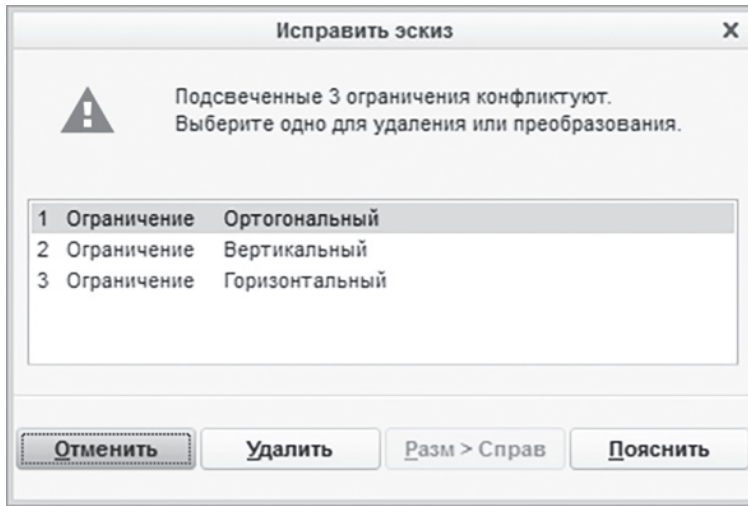 Исправить эскиз X
Подсвеченные 3 ограничения конфликтуют.
Выберите одно для удаления или преобразования.
1 Ограничение Ортогональный
2 Ограничение Вертикальный
3 Ограничение Горизонтальный
Отменить Удалить Разм > Справ Пояснить